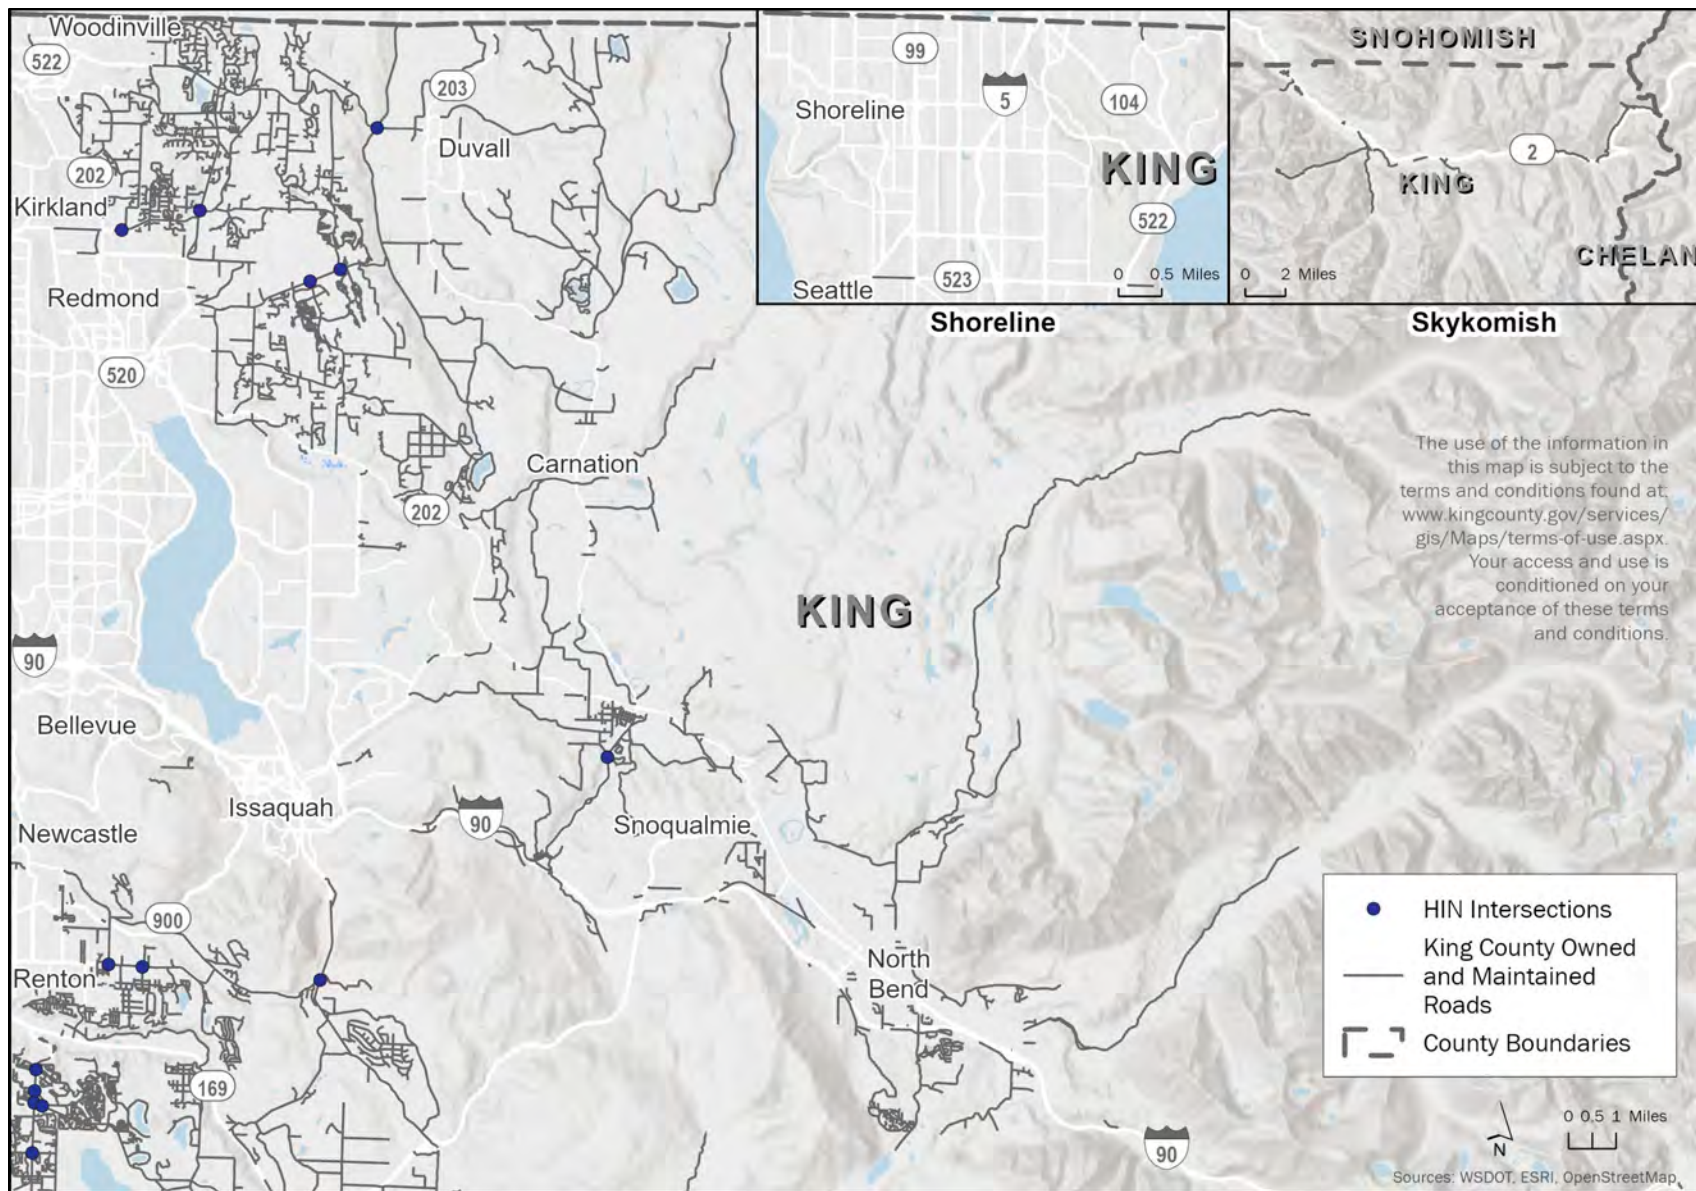 Woodinville
522
203
Duvall
202
Kirkland
Redmond
520
Carnation
202
KING
90
Bellevue
Issaquah
90
Snoqualmie
Newcastle
900
Renton
North
Bend
169
90
99
5
104
Shoreline
KING
522
523
Seattle
0 0.5 Miles
Shoreline
SNOHOMISH
2
KING
CHELAN
0 2 Miles
Skykomish
The use of the information in
this map is subject to the
terms and conditions found at:
www.kingcounty.gov/services/
gis/Maps/terms-of-use.aspx.
Your access and use is
conditioned on your
acceptance of these terms
and conditions.
HIN Intersections
King County Owned
and Maintained
Roads
County Boundaries
N
0 0.5 1 Miles
Sources: WSDOT, ESRI, OpenStreetMap